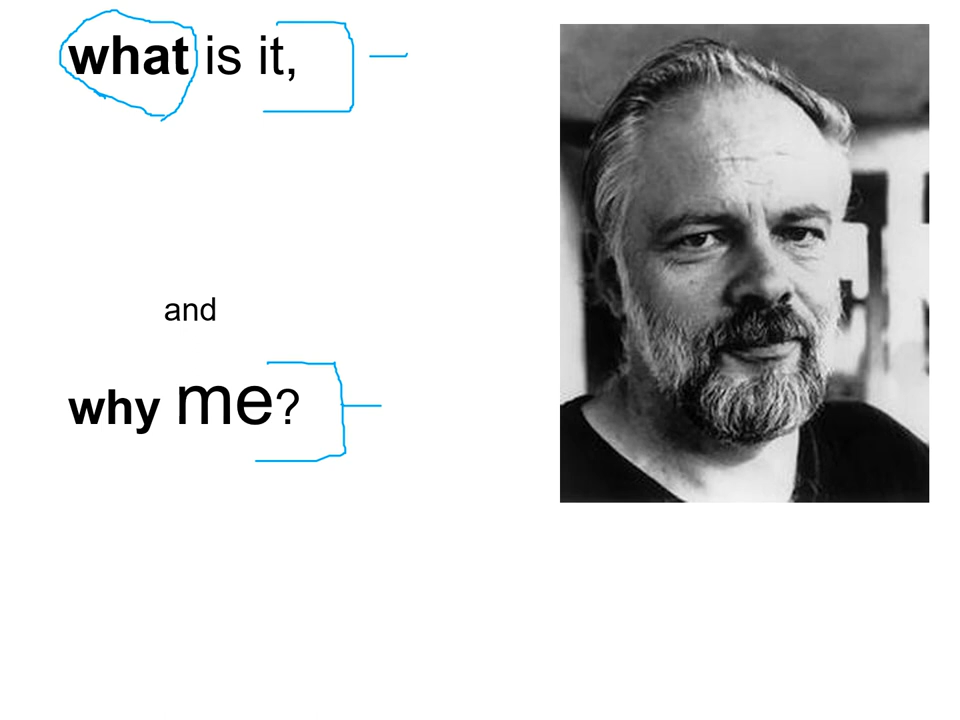 what is it,
and
why me?